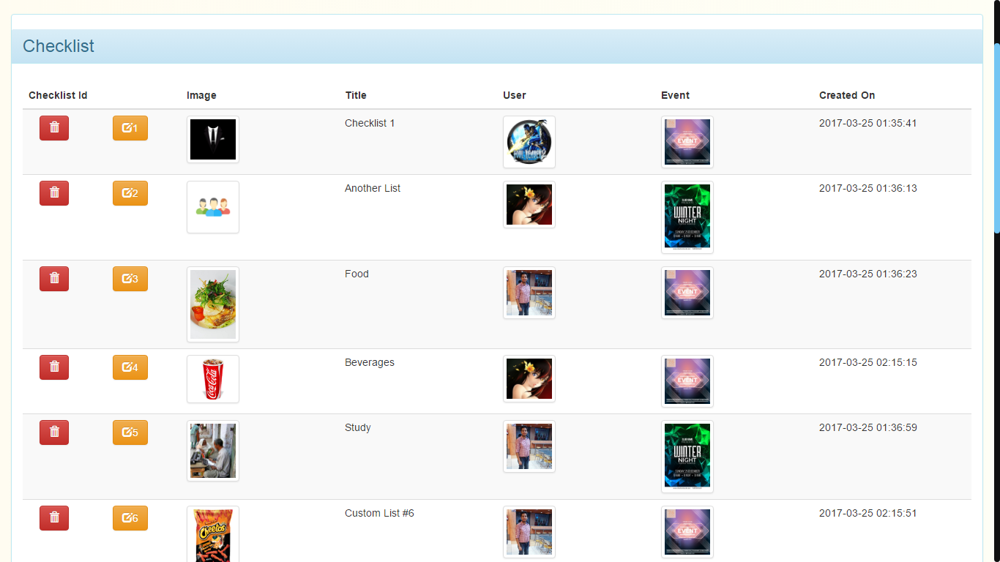 Checklist
Checklist Id Image Title User Event Created On
1 Checklist 1 EVENT 2017-03-25 01:35:41
2 Another List WINTER NIGHT 2017-03-25 01:36:13
3 Food EVENT 2017-03-25 01:36:23
4 Coca-Cola Beverages EVENT 2017-03-25 02:15:15
5 Study WINTER NIGHT 2017-03-25 01:36:59
6 Cheetos Custom List #6 EVENT 2017-03-25 02:15:51